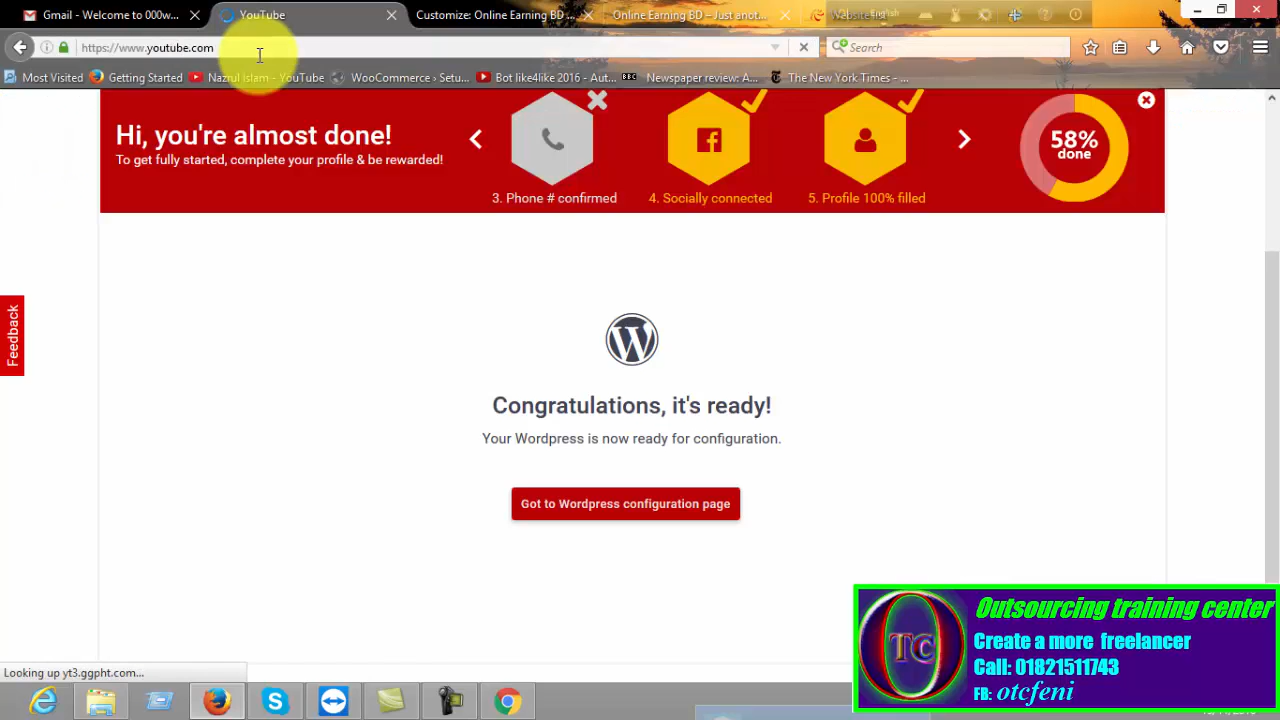 Gmail - Welcome to 000w...
YouTube
Customize: Online Earning BD ...
Online Earning BD – Just anot...
Website
English
https://www.youtube.com
Search
Most Visited
Getting Started
Nazrul Islam - YouTube
WooCommerce › Setu...
Bot like4like 2016 - Aut...
BBC
Newspaper review: A...
The New York Times - ...
Hi, you're almost done!
To get fully started, complete your profile & be rewarded!
3. Phone # confirmed
4. Socially connected
5. Profile 100% filled
58%
done
Feedback
W
Congratulations, it's ready!
Your Wordpress is now ready for configuration.
Got to Wordpress configuration page
Looking up yt3.ggpht.com...
OTC
Outsourcing training center
Create a more freelancer
Call: 01821511743
FB: otcfeni